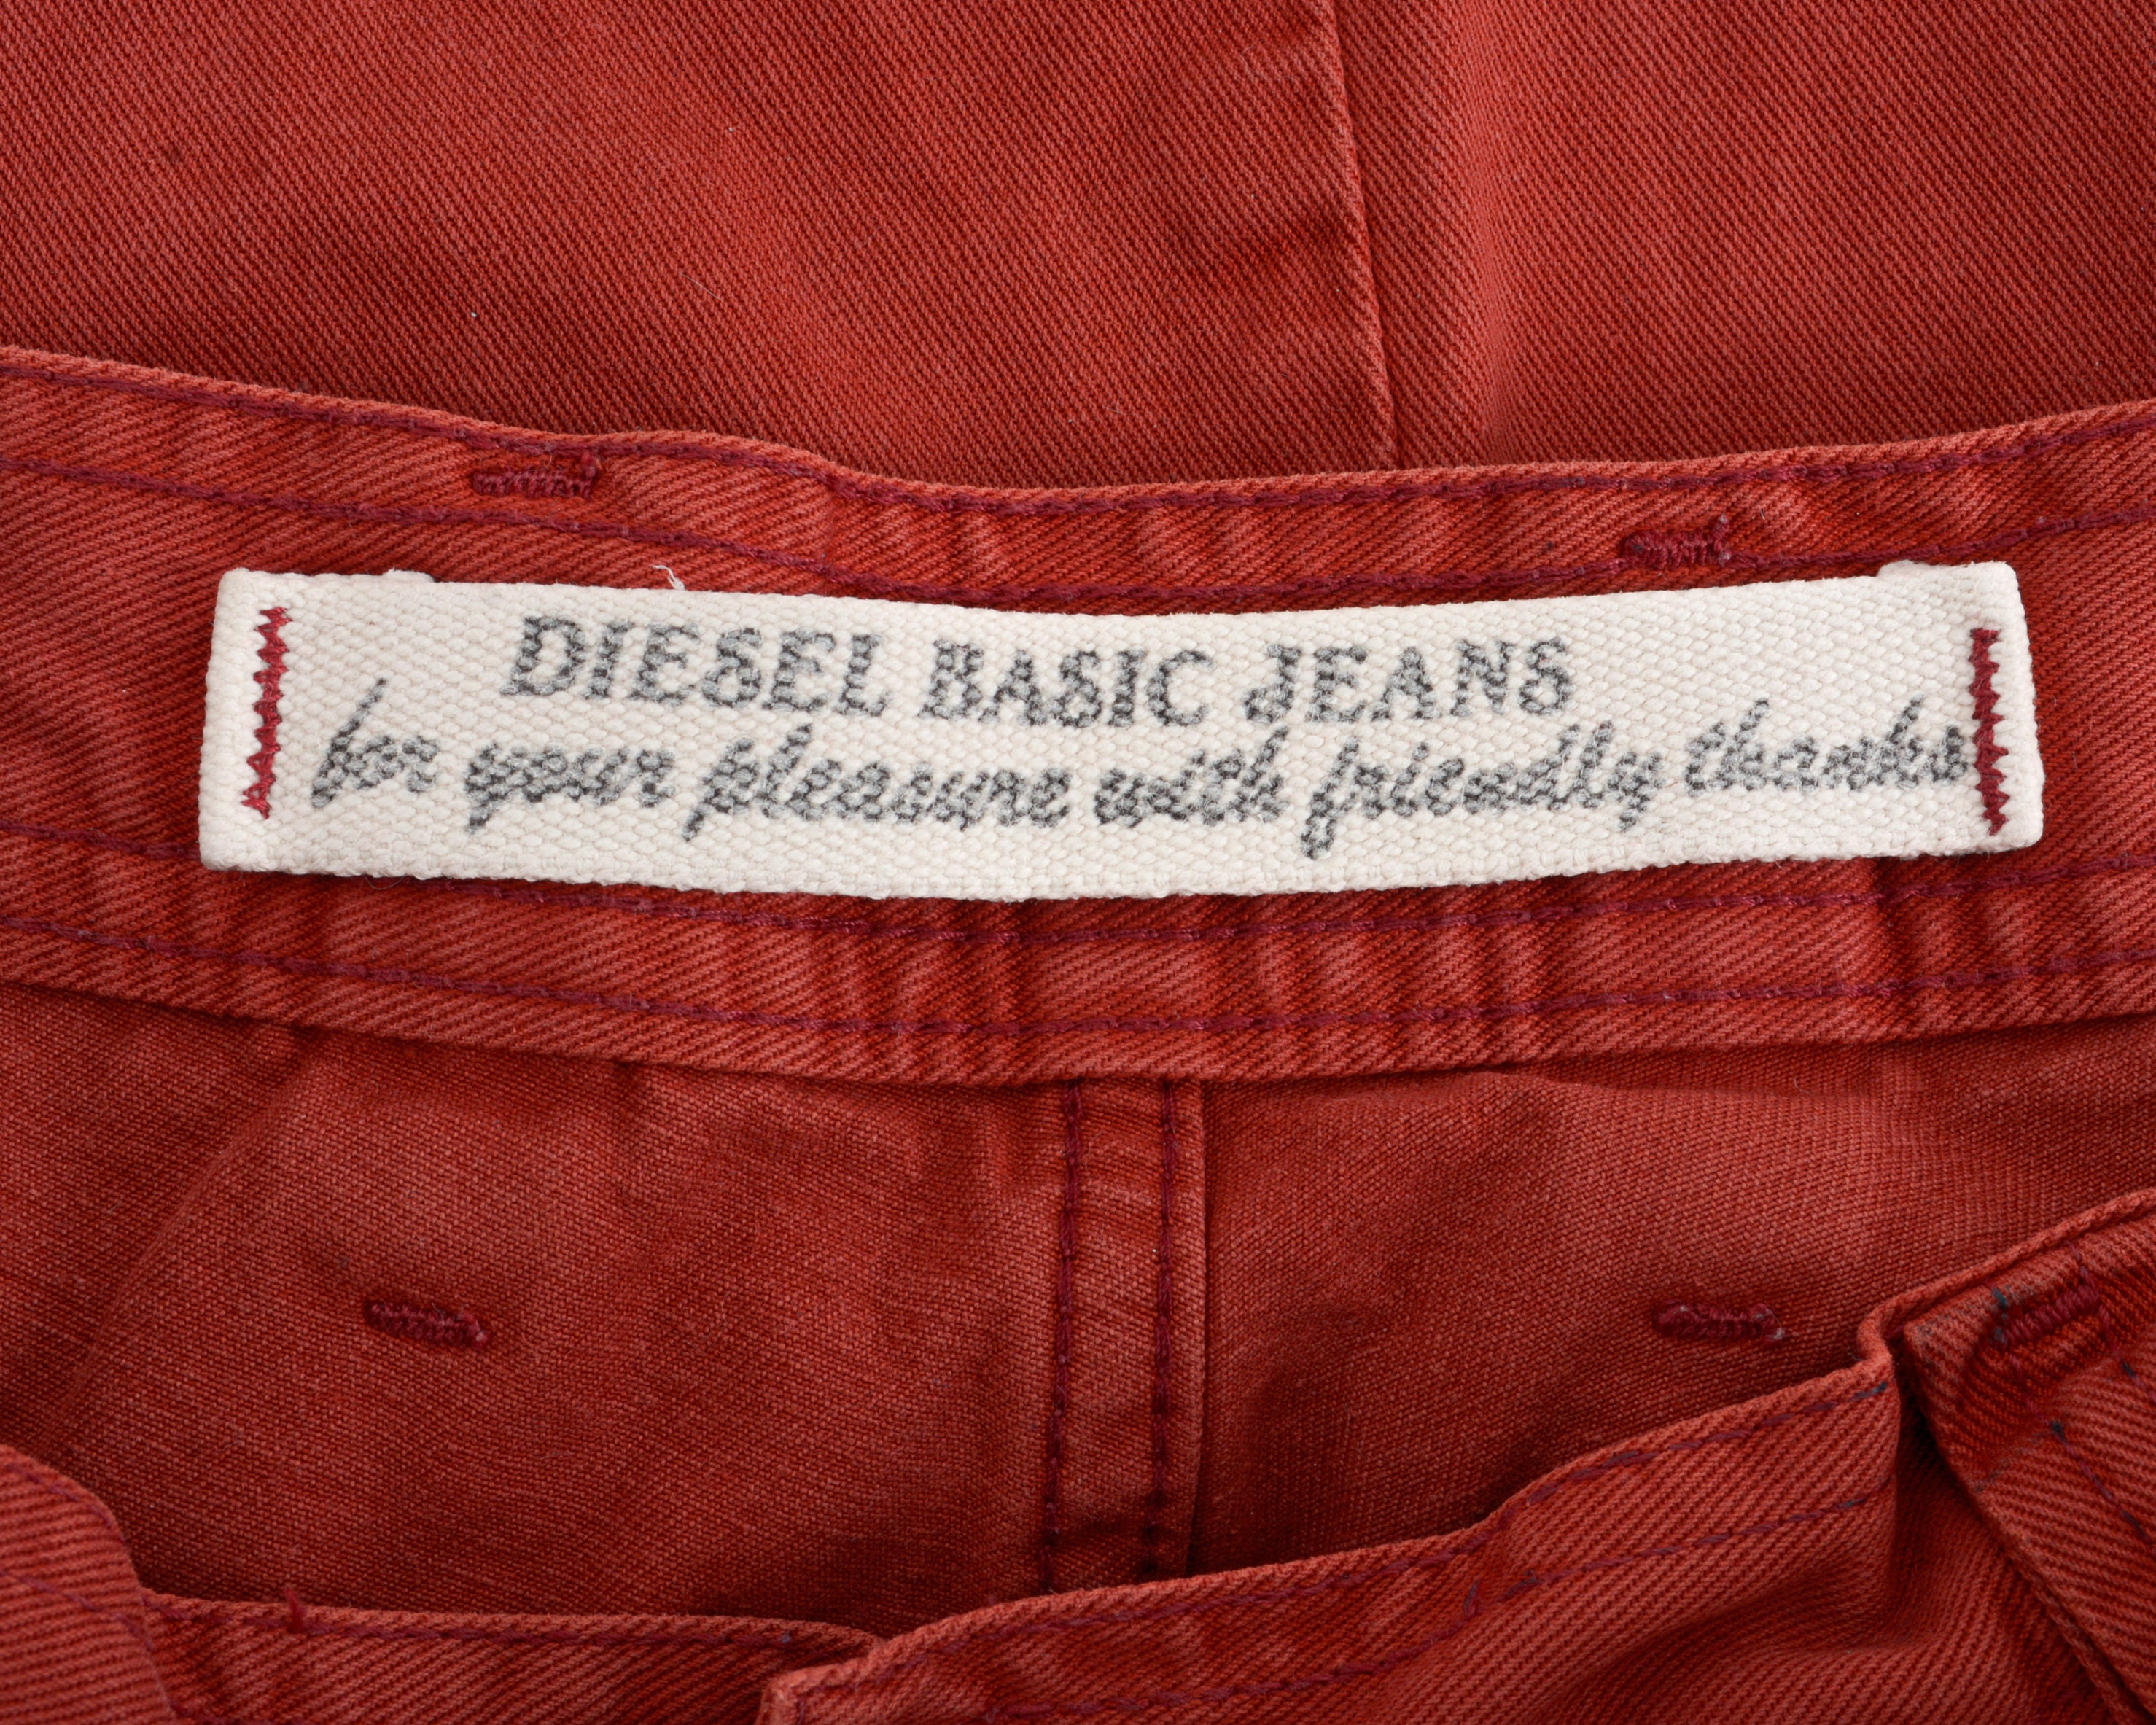 DIESEL BASIC JEANS
for your pleasure with friendly thanks